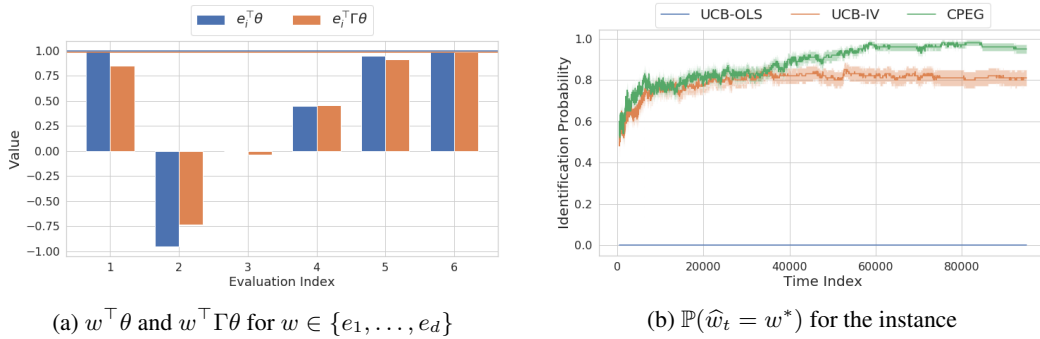 e_i^⊤θ e_i^⊤Γθ
1.00
0.75
0.50
0.25
0.00
−0.25
−0.50
−0.75
−1.00
Value
1 2 3 4 5 6
Evaluation Index
(a) w^⊤θ and w^⊤Γθ for w ∈ {e_1, . . . , e_d}
UCB-OLS UCB-IV CPEG
1.0
0.8
0.6
0.4
0.2
0.0
Identification Probability
0 20000 40000 60000 80000
Time Index
(b) ℙ(ŵ_t = w*) for the instance